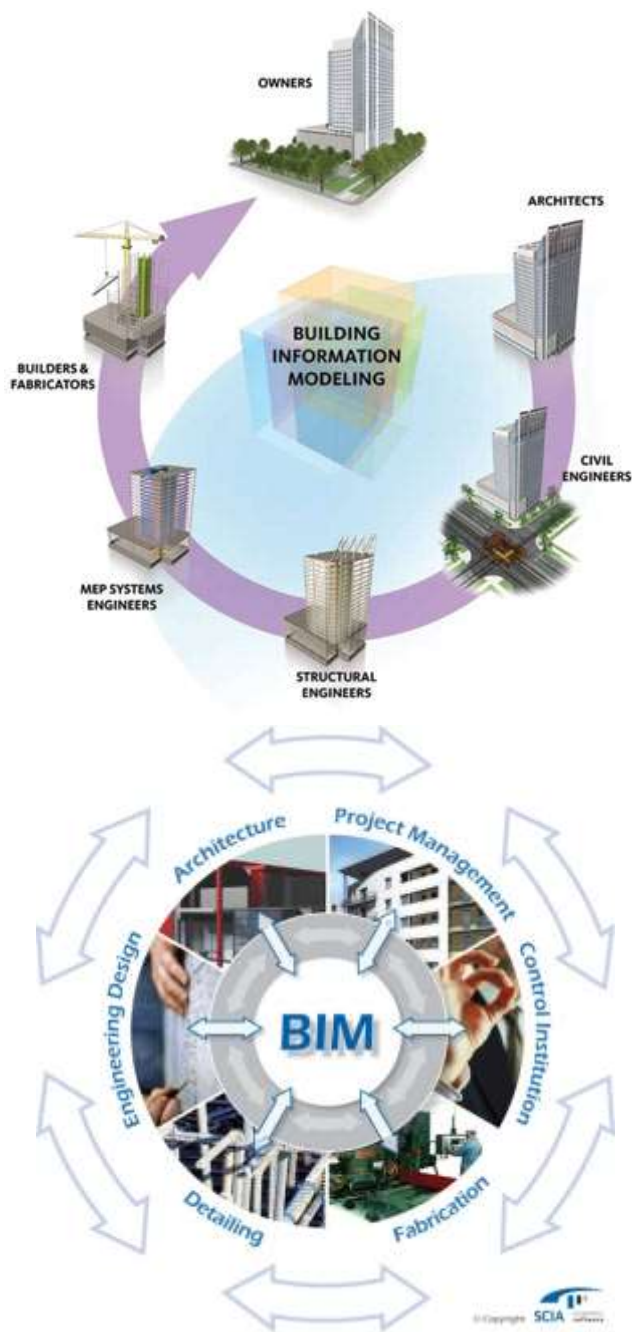 OWNERS
ARCHITECTS
BUILDING
INFORMATION
MODELING
BUILDERS &
FABRICATORS
CIVIL
ENGINEERS
MEP SYSTEMS
ENGINEERS
STRUCTURAL
ENGINEERS
Architecture
Project Management
Engineering Design
BIM
Control Institution
Detailing
Fabrication
© Copyright SCIA